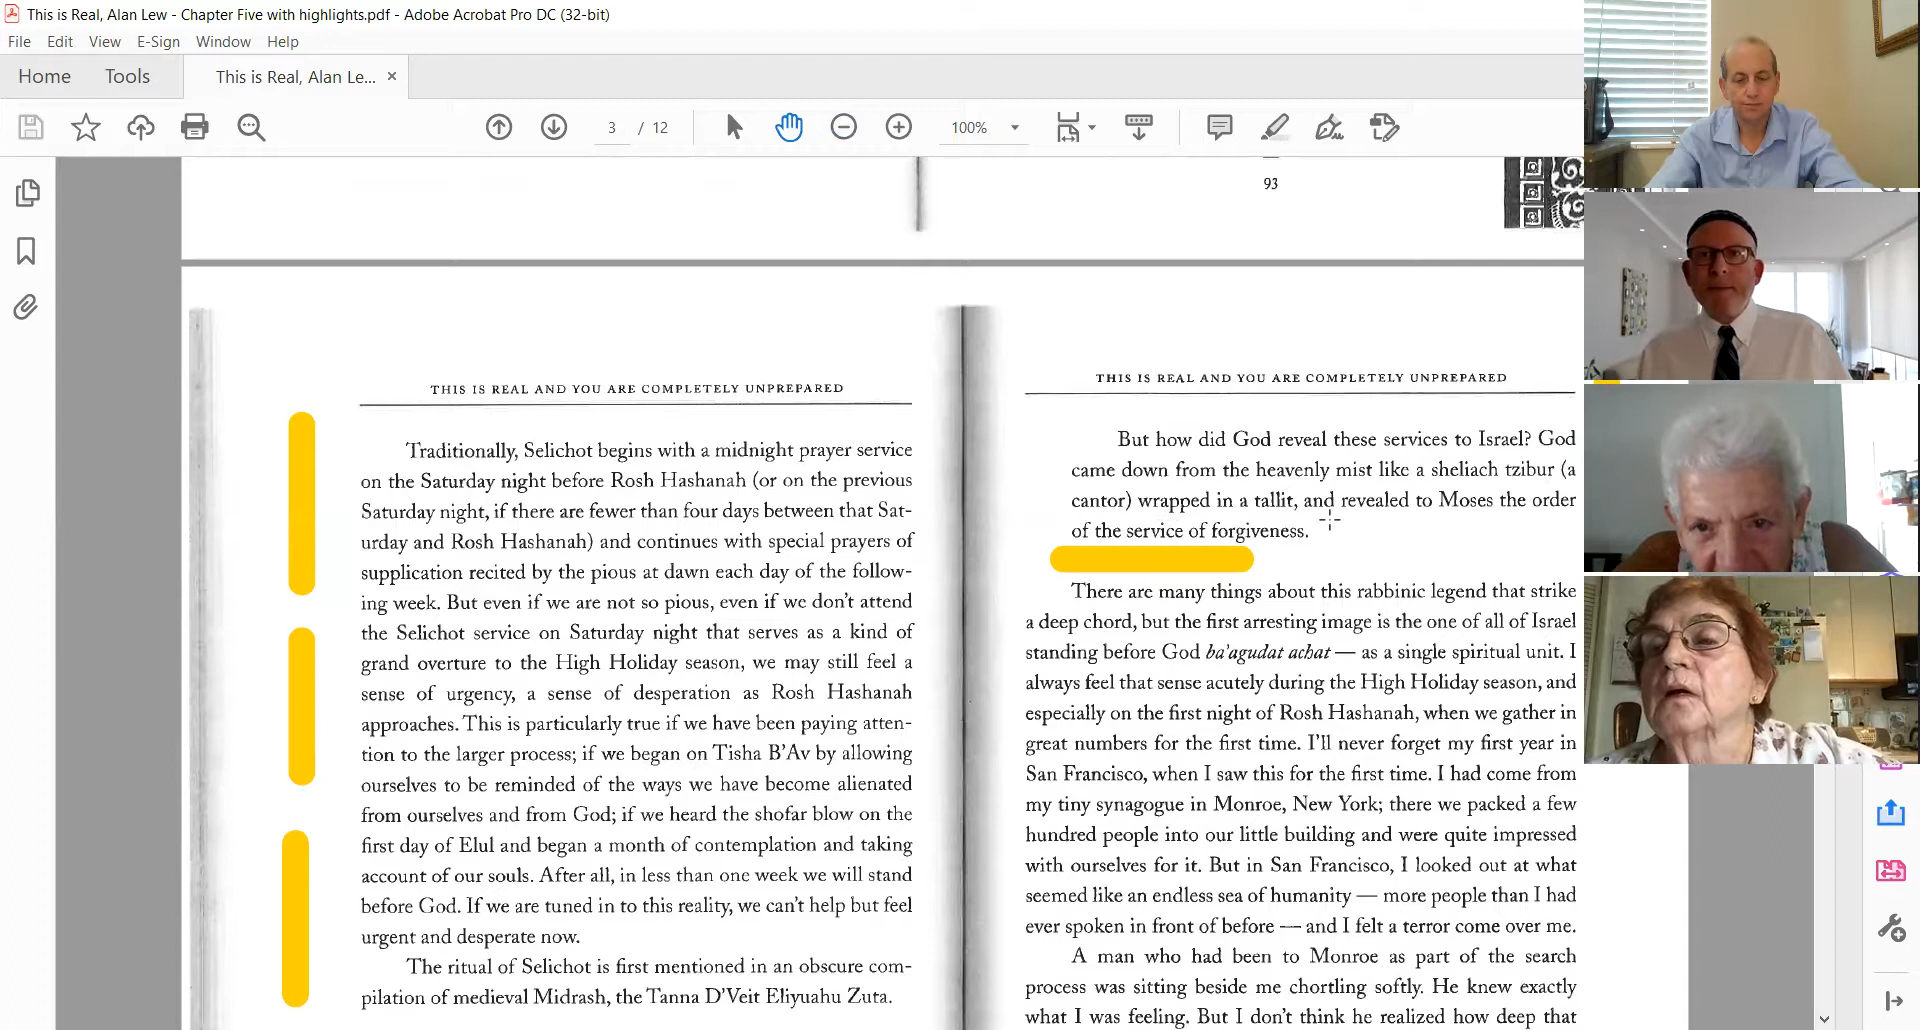 This is Real, Alan Lew - Chapter Five with highlights.pdf - Adobe Acrobat Pro DC (32-bit)
File Edit View E-Sign Window Help
Home Tools This is Real, Alan Le... ×
3 / 12 100%
93
THIS IS REAL AND YOU ARE COMPLETELY UNPREPARED
Traditionally, Selichot begins with a midnight prayer service
on the Saturday night before Rosh Hashanah (or on the previous
Saturday night, if there are fewer than four days between that Sat-
urday and Rosh Hashanah) and continues with special prayers of
supplication recited by the pious at dawn each day of the follow-
ing week. But even if we are not so pious, even if we don't attend
the Selichot service on Saturday night that serves as a kind of
grand overture to the High Holiday season, we may still feel a
sense of urgency, a sense of desperation as Rosh Hashanah
approaches. This is particularly true if we have been paying atten-
tion to the larger process; if we began on Tisha B'Av by allowing
ourselves to be reminded of the ways we have become alienated
from ourselves and from God; if we heard the shofar blow on the
first day of Elul and began a month of contemplation and taking
account of our souls. After all, in less than one week we will stand
before God. If we are tuned in to this reality, we can't help but feel
urgent and desperate now.
The ritual of Selichot is first mentioned in an obscure com-
pilation of medieval Midrash, the Tanna D'Veit Eliyuahu Zuta.
THIS IS REAL AND YOU ARE COMPLETELY UNPREPARED
But how did God reveal these services to Israel? God
came down from the heavenly mist like a sheliach tzibur (a
cantor) wrapped in a tallit, and revealed to Moses the order
of the service of forgiveness.
There are many things about this rabbinic legend that strike
a deep chord, but the first arresting image is the one of all of Israel
standing before God ba'agudat achat — as a single spiritual unit. I
always feel that sense acutely during the High Holiday season, and
especially on the first night of Rosh Hashanah, when we gather in
great numbers for the first time. I'll never forget my first year in
San Francisco, when I saw this for the first time. I had come from
my tiny synagogue in Monroe, New York; there we packed a few
hundred people into our little building and were quite impressed
with ourselves for it. But in San Francisco, I looked out at what
seemed like an endless sea of humanity — more people than I had
ever spoken in front of before — and I felt a terror come over me.
A man who had been to Monroe as part of the search
process was sitting beside me chortling softly. He knew exactly
what I was feeling. But I don't think he realized how deep that